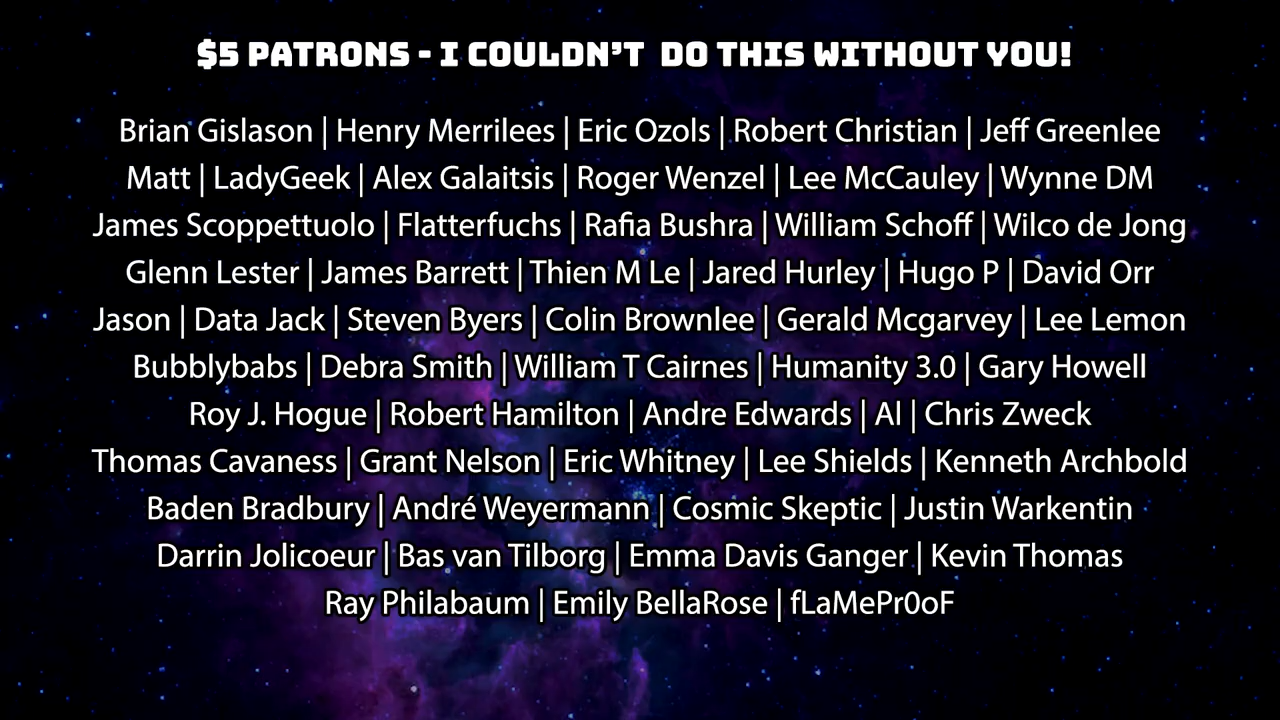 $5 PATRONS - I COULDN'T DO THIS WITHOUT YOU!
Brian Gislason | Henry Merrilees | Eric Ozols | Robert Christian | Jeff Greenlee
Matt | LadyGeek | Alex Galaitsis | Roger Wenzel | Lee McCauley | Wynne DM
James Scoppettuolo | Flatterfuchs | Rafia Bushra | William Schoff | Wilco de Jong
Glenn Lester | James Barrett | Thien M Le | Jared Hurley | Hugo P | David Orr
Jason | Data Jack | Steven Byers | Colin Brownlee | Gerald Mcgarvey | Lee Lemon
Bubblybabs | Debra Smith | William T Cairnes | Humanity 3.0 | Gary Howell
Roy J. Hogue | Robert Hamilton | Andre Edwards | Al | Chris Zweck
Thomas Cavaness | Grant Nelson | Eric Whitney | Lee Shields | Kenneth Archbold
Baden Bradbury | André Weyermann | Cosmic Skeptic | Justin Warkentin
Darrin Jolicoeur | Bas van Tilborg | Emma Davis Ganger | Kevin Thomas
Ray Philabaum | Emily BellaRose | fLaMePr0oF